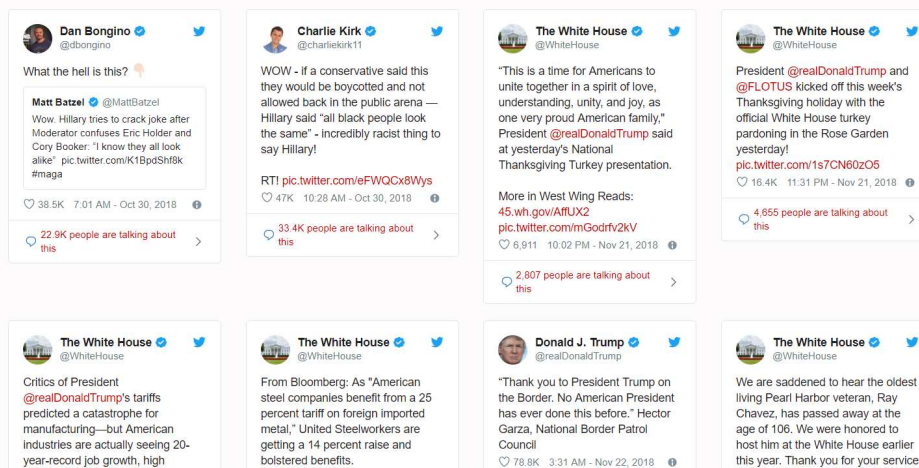 Dan Bongino
@dbongino
What the hell is this? 👇🏻
Matt Batzel @MattBatzel
Wow. Hillary tries to crack joke after
Moderator confuses Eric Holder and
Cory Booker: “I know they all look
alike” pic.twitter.com/K1BpdShf8k
#maga
38.5K 7:01 AM - Oct 30, 2018
22.9K people are talking about
this
Charlie Kirk
@charliekirk11
WOW - if a conservative said this
they would be boycotted and not
allowed back in the public arena —
Hillary said “all black people look
the same” - incredibly racist thing to
say Hillary!
RT! pic.twitter.com/eFWQCx8Wys
47K 10:28 AM - Oct 30, 2018
33.4K people are talking about
this
The White House
@WhiteHouse
“This is a time for Americans to
unite together in a spirit of love,
understanding, unity, and joy, as
one very proud American family,"
President @realDonaldTrump said
at yesterday's National
Thanksgiving Turkey presentation.
More in West Wing Reads:
45.wh.gov/AffUX2
pic.twitter.com/mGodrfv2kV
6,911 10:02 PM - Nov 21, 2018
2,807 people are talking about
this
The White House
@WhiteHouse
President @realDonaldTrump and
@FLOTUS kicked off this week's
Thanksgiving holiday with the
official White House turkey
pardoning in the Rose Garden
yesterday!
pic.twitter.com/1s7CN60zO5
16.4K 11:31 PM - Nov 21, 2018
4,655 people are talking about
this
The White House
@WhiteHouse
Critics of President
@realDonaldTrump's tariffs
predicted a catastrophe for
manufacturing—but American
industries are actually seeing 20-
year-record job growth, high
The White House
@WhiteHouse
From Bloomberg: As "American
steel companies benefit from a 25
percent tariff on foreign imported
metal,” United Steelworkers are
getting a 14 percent raise and
bolstered benefits.
Donald J. Trump
@realDonaldTrump
“Thank you to President Trump on
the Border. No American President
has ever done this before.” Hector
Garza, National Border Patrol
Council
78.8K 3:31 AM - Nov 22, 2018
The White House
@WhiteHouse
We are saddened to hear the oldest
living Pearl Harbor veteran, Ray
Chavez, has passed away at the
age of 106. We were honored to
host him at the White House earlier
this year. Thank you for your service